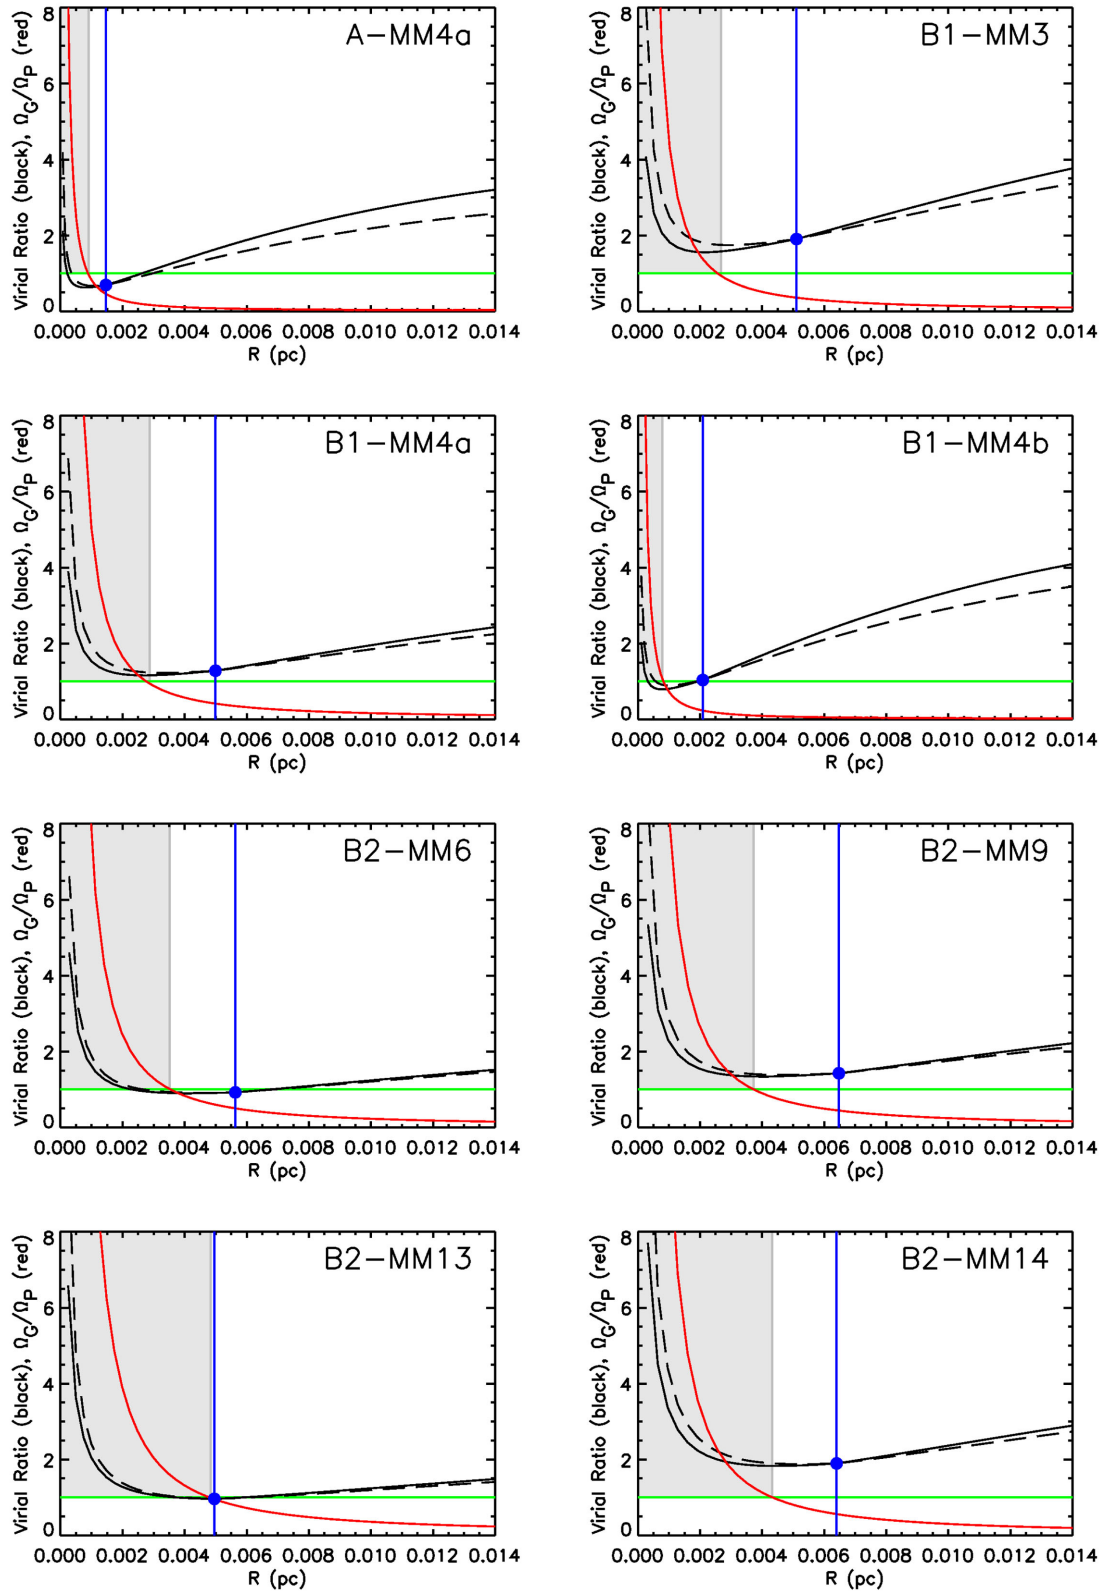 A-MM4a
Virial Ratio (black), Ω_G/Ω_P (red)
8
6
4
2
0
0.000 0.002 0.004 0.006 0.008 0.010 0.012 0.014
R (pc)
B1-MM3
Virial Ratio (black), Ω_G/Ω_P (red)
8
6
4
2
0
0.000 0.002 0.004 0.006 0.008 0.010 0.012 0.014
R (pc)
B1-MM4a
Virial Ratio (black), Ω_G/Ω_P (red)
8
6
4
2
0
0.000 0.002 0.004 0.006 0.008 0.010 0.012 0.014
R (pc)
B1-MM4b
Virial Ratio (black), Ω_G/Ω_P (red)
8
6
4
2
0
0.000 0.002 0.004 0.006 0.008 0.010 0.012 0.014
R (pc)
B2-MM6
Virial Ratio (black), Ω_G/Ω_P (red)
8
6
4
2
0
0.000 0.002 0.004 0.006 0.008 0.010 0.012 0.014
R (pc)
B2-MM9
Virial Ratio (black), Ω_G/Ω_P (red)
8
6
4
2
0
0.000 0.002 0.004 0.006 0.008 0.010 0.012 0.014
R (pc)
B2-MM13
Virial Ratio (black), Ω_G/Ω_P (red)
8
6
4
2
0
0.000 0.002 0.004 0.006 0.008 0.010 0.012 0.014
R (pc)
B2-MM14
Virial Ratio (black), Ω_G/Ω_P (red)
8
6
4
2
0
0.000 0.002 0.004 0.006 0.008 0.010 0.012 0.014
R (pc)